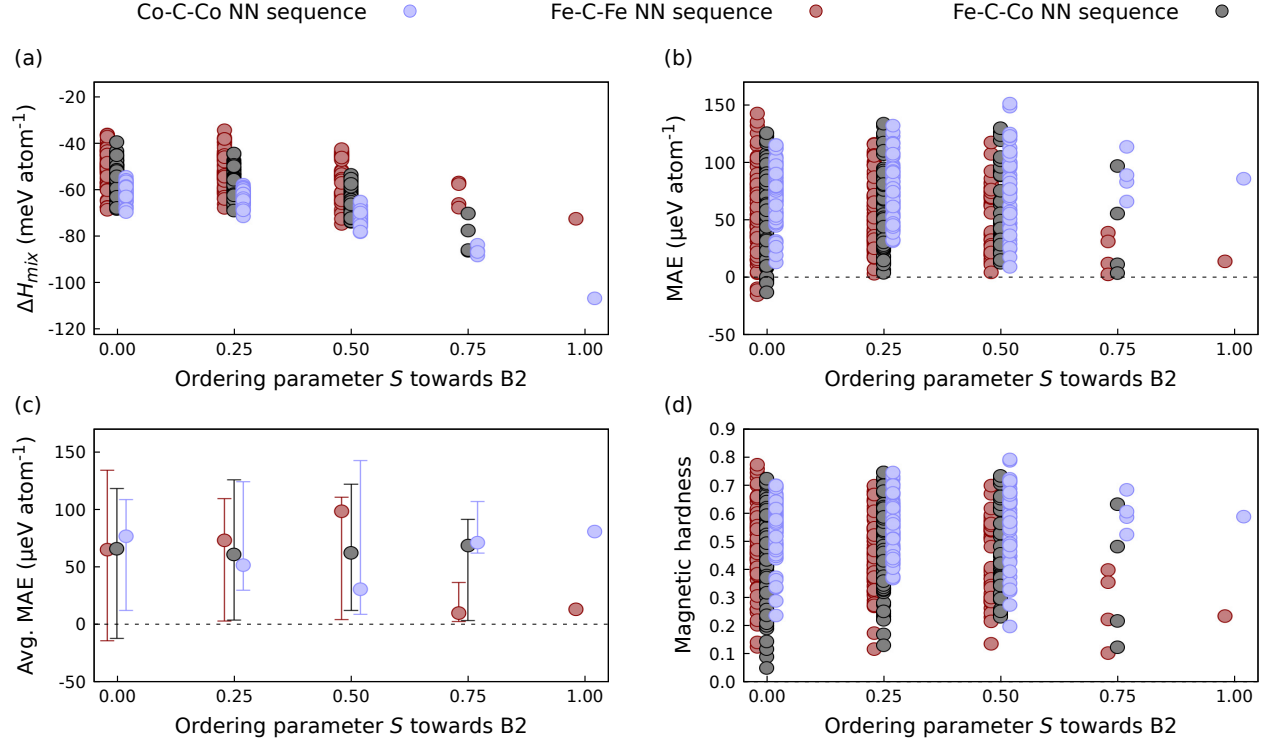 Co-C-Co NN sequence Fe-C-Fe NN sequence Fe-C-Co NN sequence
(a)
ΔH_mix (meV atom⁻¹)
-20
-40
-60
-80
-100
-120
0.00 0.25 0.50 0.75 1.00
Ordering parameter S towards B2
(b)
MAE (μeV atom⁻¹)
150
100
50
0
-50
0.00 0.25 0.50 0.75 1.00
Ordering parameter S towards B2
(c)
Avg. MAE (μeV atom⁻¹)
150
100
50
0
-50
0.00 0.25 0.50 0.75 1.00
Ordering parameter S towards B2
(d)
Magnetic hardness
0.9
0.8
0.7
0.6
0.5
0.4
0.3
0.2
0.1
0.0
0.00 0.25 0.50 0.75 1.00
Ordering parameter S towards B2